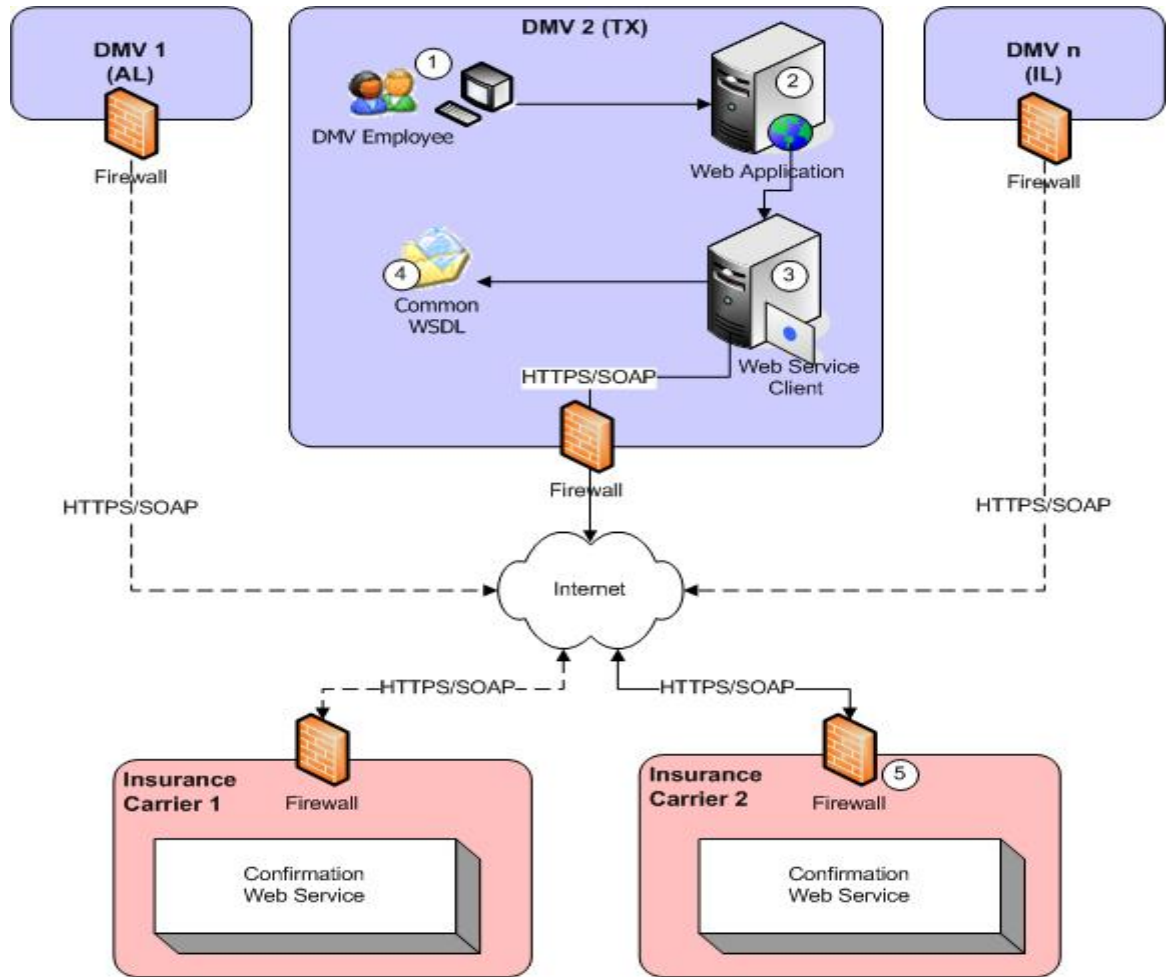 DMV 1
(AL)
Firewall
DMV 2 (TX)
1
DMV Employee
2
Web Application
4
Common
WSDL
3
Web Service
Client
HTTPS/SOAP
Firewall
DMV n
(IL)
Firewall
HTTPS/SOAP
HTTPS/SOAP
Internet
HTTPS/SOAP
HTTPS/SOAP
Insurance
Carrier 1
Firewall
Confirmation
Web Service
Insurance
Carrier 2
5
Firewall
Confirmation
Web Service